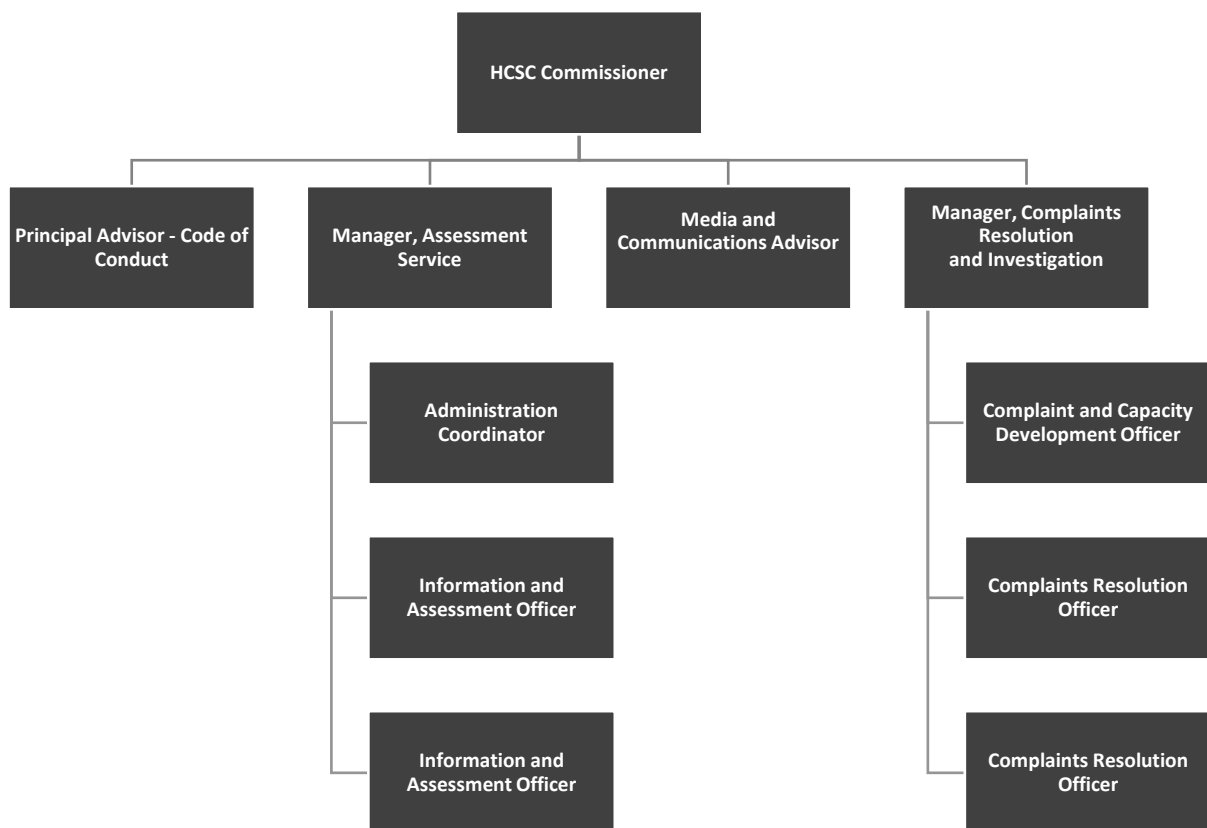 HCSC Commissioner
Principal Advisor - Code of
Conduct
Manager, Assessment
Service
Media and
Communications Advisor
Manager, Complaints
Resolution
and Investigation
Administration
Coordinator
Information and
Assessment Officer
Information and
Assessment Officer
Complaint and Capacity
Development Officer
Complaints Resolution
Officer
Complaints Resolution
Officer